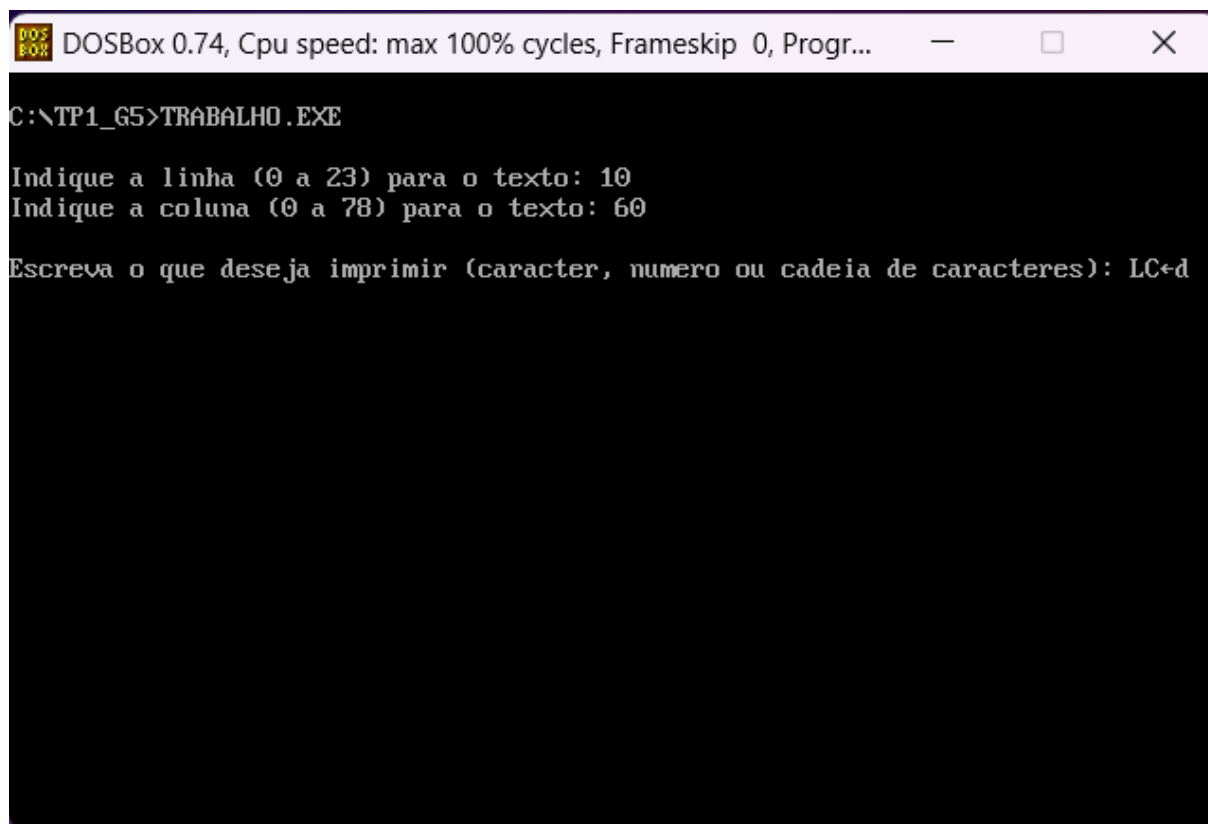 DOS
BOX
DOSBox 0.74, Cpu speed: max 100% cycles, Frameskip 0, Progr...
C:\TP1_G5>TRABALHO.EXE
Indique a linha (0 a 23) para o texto: 10
Indique a coluna (0 a 78) para o texto: 60
Escreva o que deseja imprimir (caracter, numero ou cadeia de caracteres): LC←d